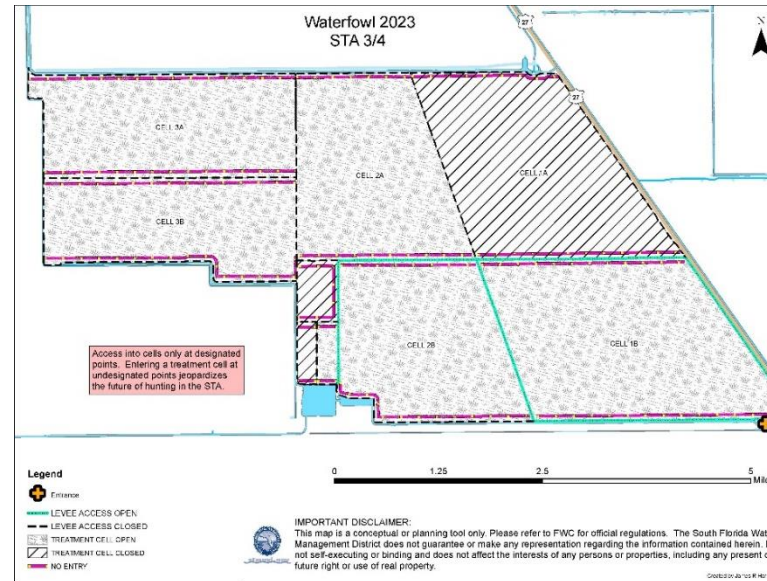 Waterfowl 2023
STA 3/4
27
N
27
CELL 3A
CELL 2A
CELL 1A
CELL 3B
CELL 2B
CELL 1B
Access into cells only at designated
points. Entering a treatment cell at
undesignated points jeopardizes
the future of hunting in the STA.
0 1.25 2.5 5
Mile
Legend
Entrance
LEVEE ACCESS OPEN
LEVEE ACCESS CLOSED
TREATMENT CELL OPEN
TREATMENT CELL CLOSED
NO ENTRY
IMPORTANT DISCLAIMER:
This map is a conceptual or planning tool only. Please refer to FWC for official regulations. The South Florida Wat
Management District does not guarantee or make any representation regarding the information contained herein.
not self-executing or binding and does not affect the interests of any persons or properties, including any present
future right or use of real property.
Created by James R